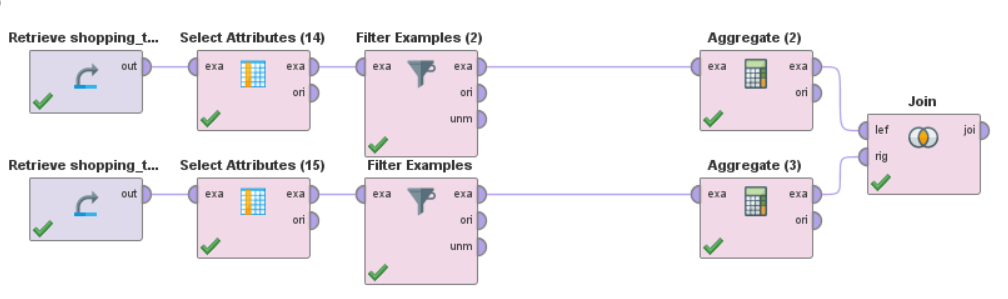 Retrieve shopping_t... Select Attributes (14) Filter Examples (2) Aggregate (2)
out exa exa exa exa exa exa
ori ori ori
unm
Join
lef joi
rig
Retrieve shopping_t... Select Attributes (15) Filter Examples Aggregate (3)
out exa exa exa exa exa exa
ori ori ori
unm